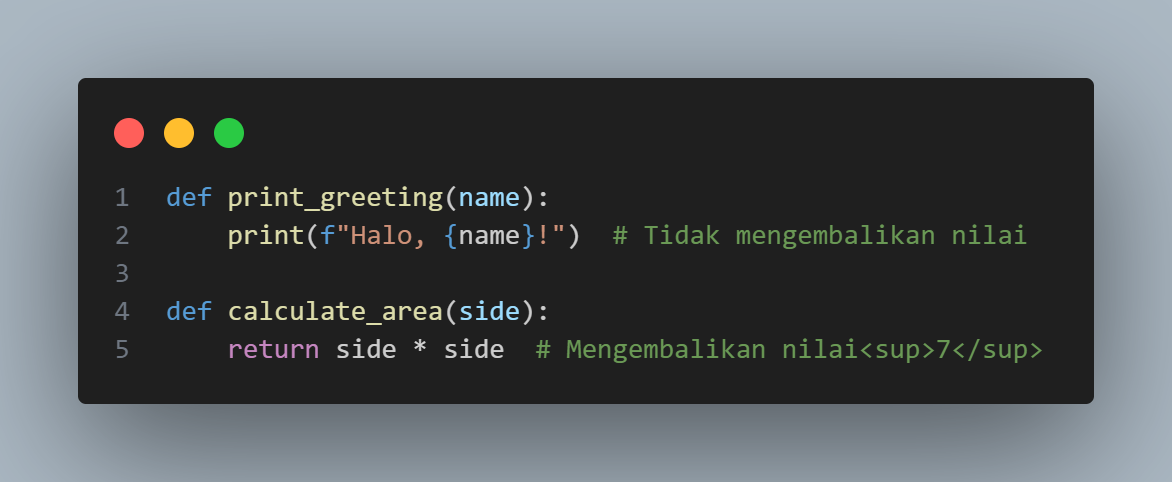 1 def print_greeting(name):
2     print(f"Halo, {name}!")  # Tidak mengembalikan nilai
3
4 def calculate_area(side):
5     return side * side  # Mengembalikan nilai<sup>7</sup>